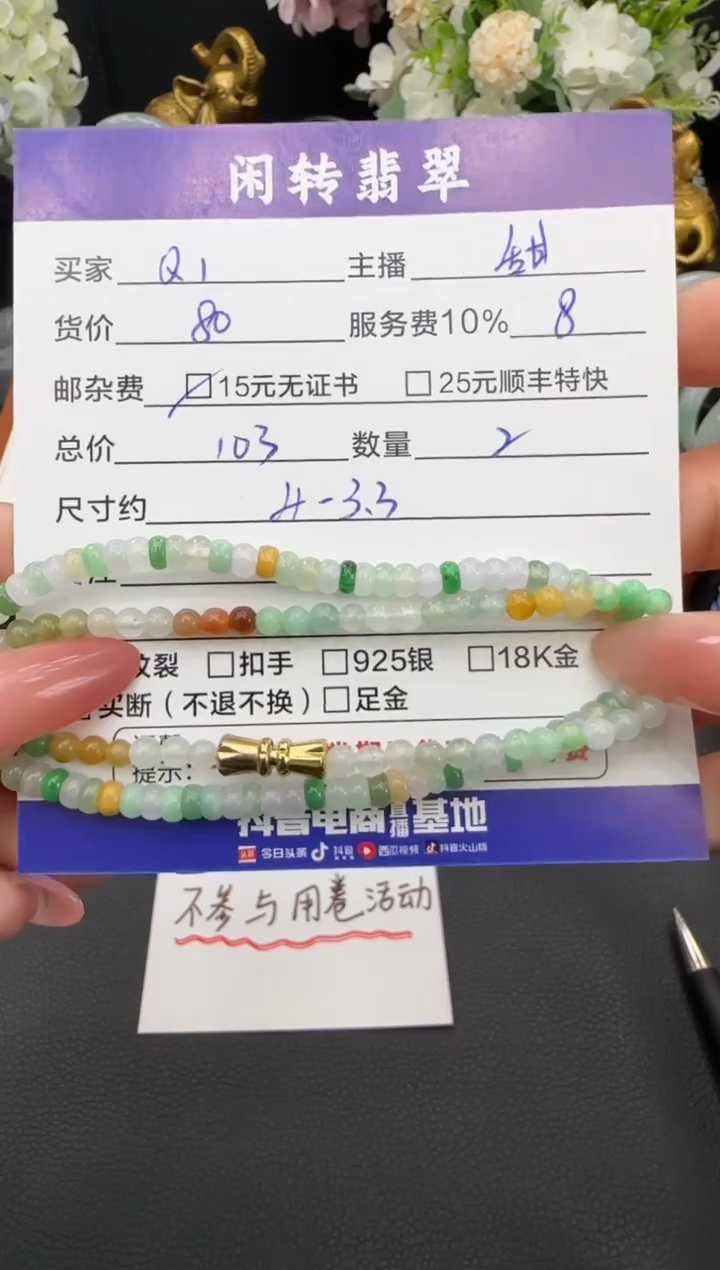 闲转翡翠
买家 Q1 主播 甜
货价 80 服务费10% 8
邮杂费 ☐15元无证书 ☐25元顺丰特快
总价 103 数量 2
尺寸约 4-3.3
纹裂 ☐扣手 ☐925银 ☐18K金
买断（不退不换）☐足金
提示：
抖音电商直播基地
头条 今日头条 抖音 西瓜视频 抖音火山版
不参与用卷活动